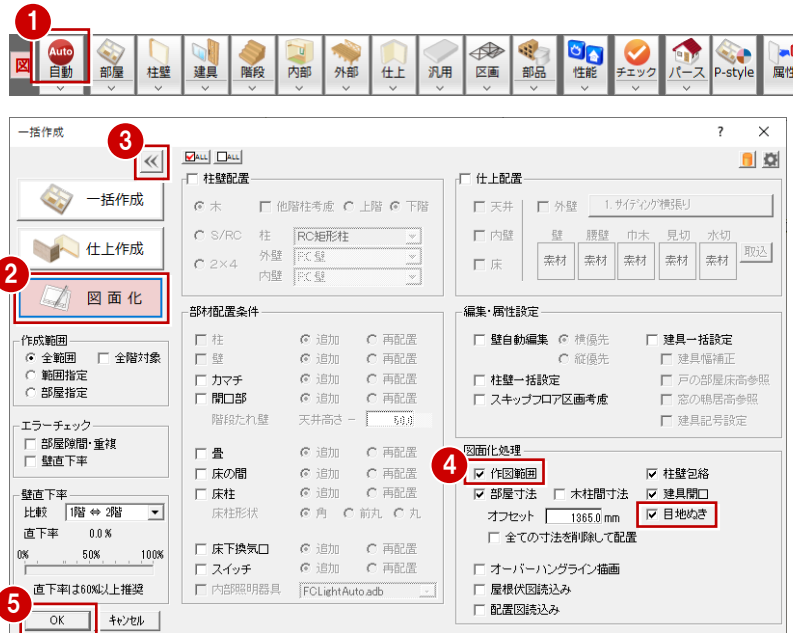 1
Auto
図 自動 部屋 柱壁 建具 階段 内部 外部 仕上 汎用 区画 部品 性能 チェック パース P-style 属性
一括作成 ? ×
3
≪ ALL ALL
一括作成
仕上作成
2
図面化
作成範囲
全範囲 全階対象
範囲指定
部屋指定
エラーチェック
部屋隙間・重複
壁直下率
壁直下率
比較 1階 ⇔ 2階
直下率 0.0 %
0% 50% 100%
直下率は60%以上推奨
5
OK キャンセル
柱壁配置
木 他階柱考慮 上階 下階
S/RC 柱 RC矩形柱
外壁 RC壁
2×4
内壁 RC壁
部材配置条件
柱 追加 再配置
壁 追加 再配置
カマチ 追加 再配置
開口部 追加 再配置
階段たれ壁 天井高さ － 50.0
畳 追加 再配置
床の間 追加 再配置
床柱 追加 再配置
床柱形状 角 前丸 丸
床下換気口 追加 再配置
スイッチ 追加 再配置
内部照明器具 FCLightAuto.adb
仕上配置
天井 外壁 1. サイディング横張り
内壁 壁 腰壁 巾木 見切 水切
床 素材 素材 素材 素材 素材 取込
編集・属性設定
壁自動編集 横優先 建具一括設定
縦優先 建具幅補正
柱壁一括設定 戸の部屋床高参照
スキップフロア区画考慮 窓の鴨居高参照
建具記号設定
図面化処理
4
作図範囲 柱壁包絡
部屋寸法 木柱間寸法 建具開口
オフセット 1365.0 mm 目地ぬき
全ての寸法を削除して配置
オーバーハングライン描画
屋根伏図読込み
配置図読込み